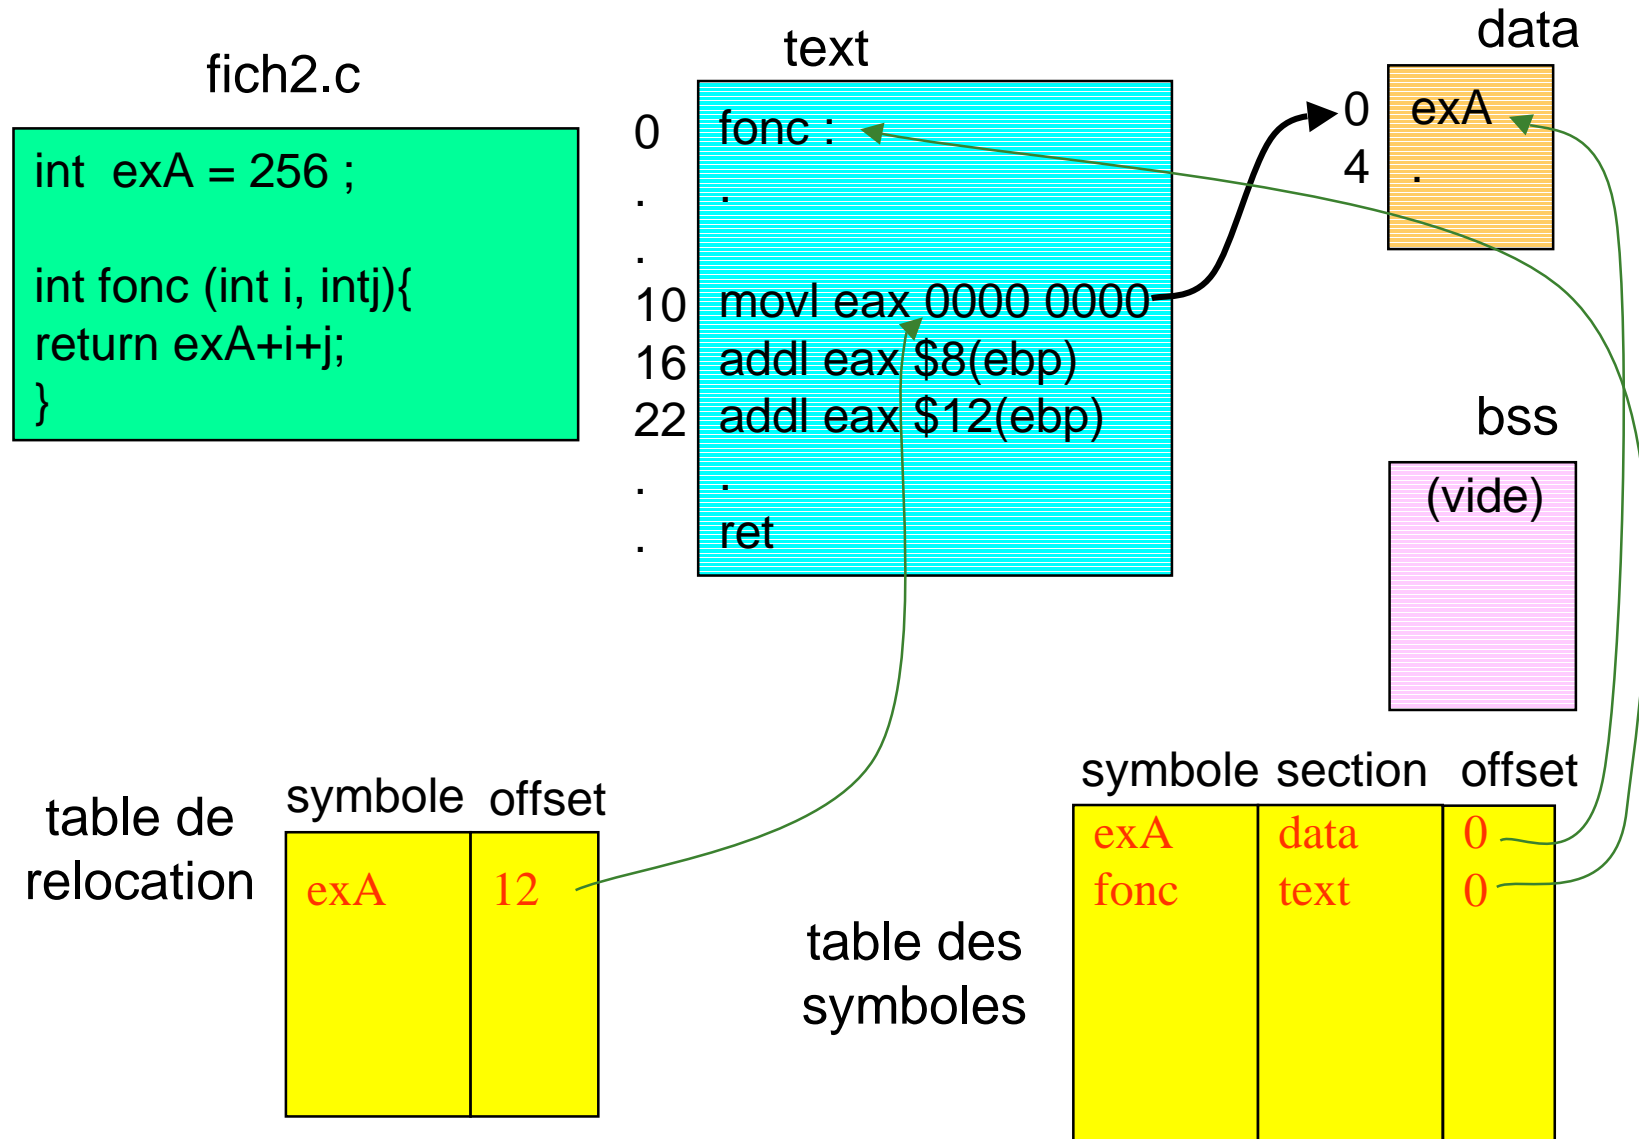 fich2.c
int exA = 256 ;
int fonc (int i, intj){
return exA+i+j;
}
text
0 fonc :
. .
.
10 movl eax 0000 0000
16 addl eax $8(ebp)
22 addl eax $12(ebp)
. .
. ret
data
0 exA
4 .
bss
(vide)
table de
relocation
symbole offset
exA 12
table des
symboles
symbole section offset
exA data 0
fonc text 0